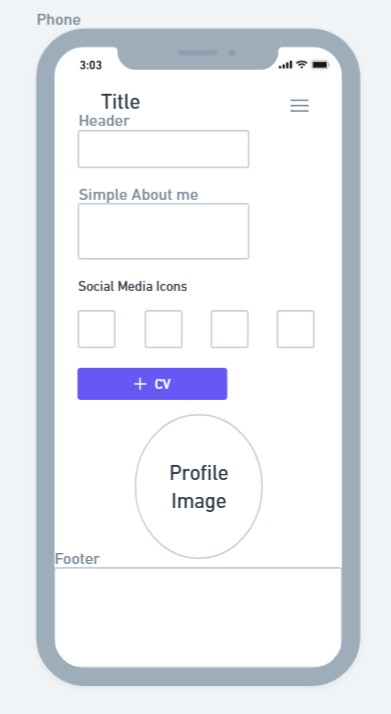 Phone
3:03
Title
Header
Simple About me
Social Media Icons
+ CV
Profile
Image
Footer